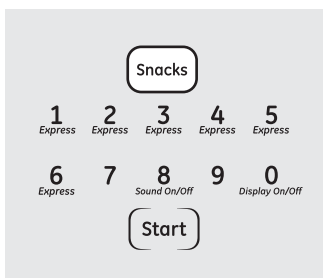 Snacks
1 2 3 4 5
Express Express Express Express Express
6 7 8 9 0
Express Sound On/Off Display On/Off
Start